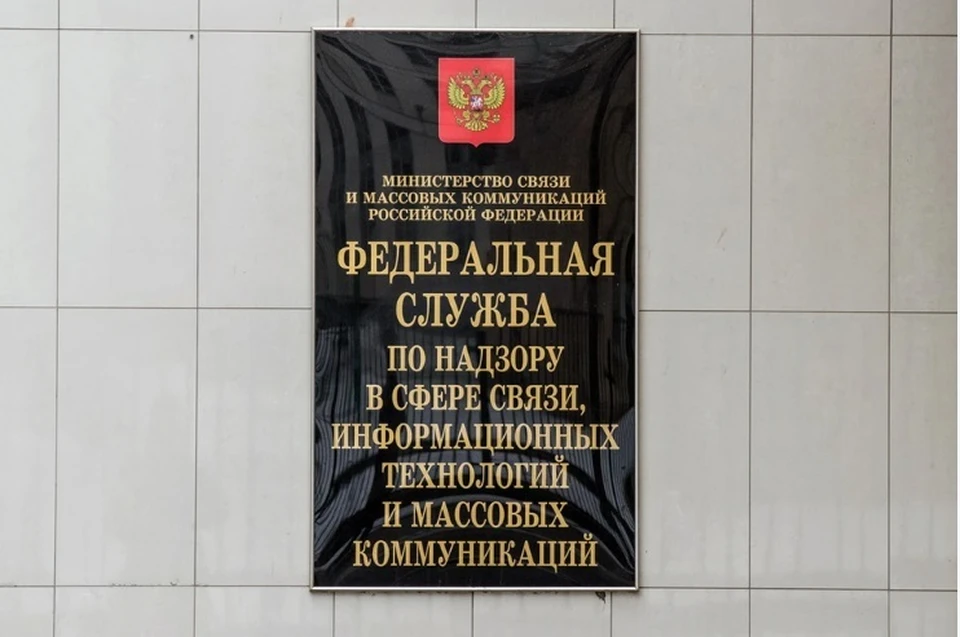 МИНИСТЕРСТВО СВЯЗИ
И МАССОВЫХ КОММУНИКАЦИЙ
РОССИЙСКОЙ ФЕДЕРАЦИИ
ФЕДЕРАЛЬНАЯ
СЛУЖБА
ПО НАДЗОРУ
В СФЕРЕ СВЯЗИ,
ИНФОРМАЦИОННЫХ
ТЕХНОЛОГИЙ
И МАССОВЫХ
КОММУНИКАЦИЙ